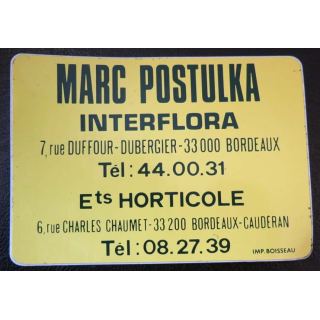 MARC POSTULKA
INTERFLORA
7, rue DUFFOUR-DUBERGIER-33 000 BORDEAUX
Tél : 44.00.31
Ets HORTICOLE
6, rue CHARLES CHAUMET-33 200 BORDEAUX-CAUDÉRAN
Tél : 08.27.39
IMP. BOISSEAU